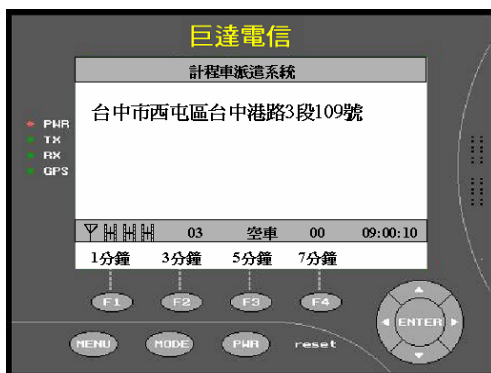 巨達電信
計程車派遣系統
台中市西屯區台中港路3段109號
PWR
TX
RX
GPS
03 空車 00 09:00:10
1分鐘 3分鐘 5分鐘 7分鐘
F1 F2 F3 F4
ENTER
MENU MODE PWR reset